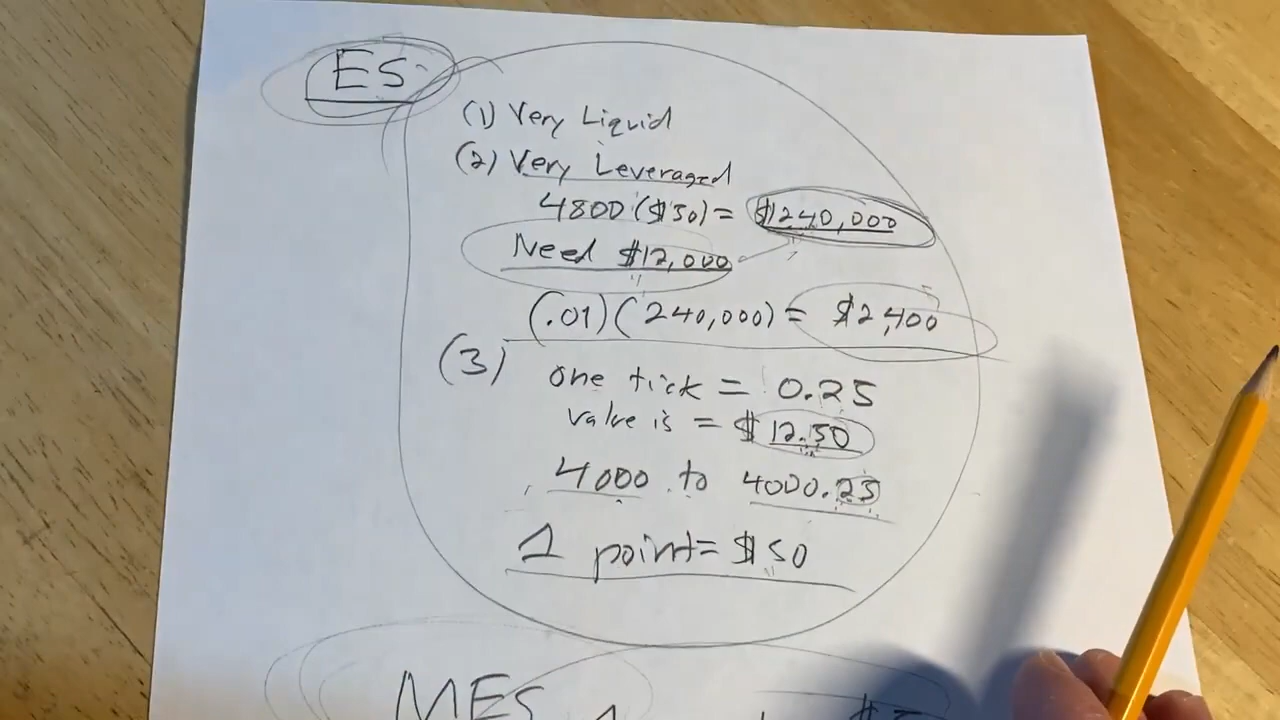 ES
(1) Very Liquid
(2) Very Leveraged
4800 ($50) = $240,000
Need $12,000
(.01)(240,000) = $2,400
(3) one tick = 0.25
value is = $12.50
4000 to 4000.25
1 point = $50
MES